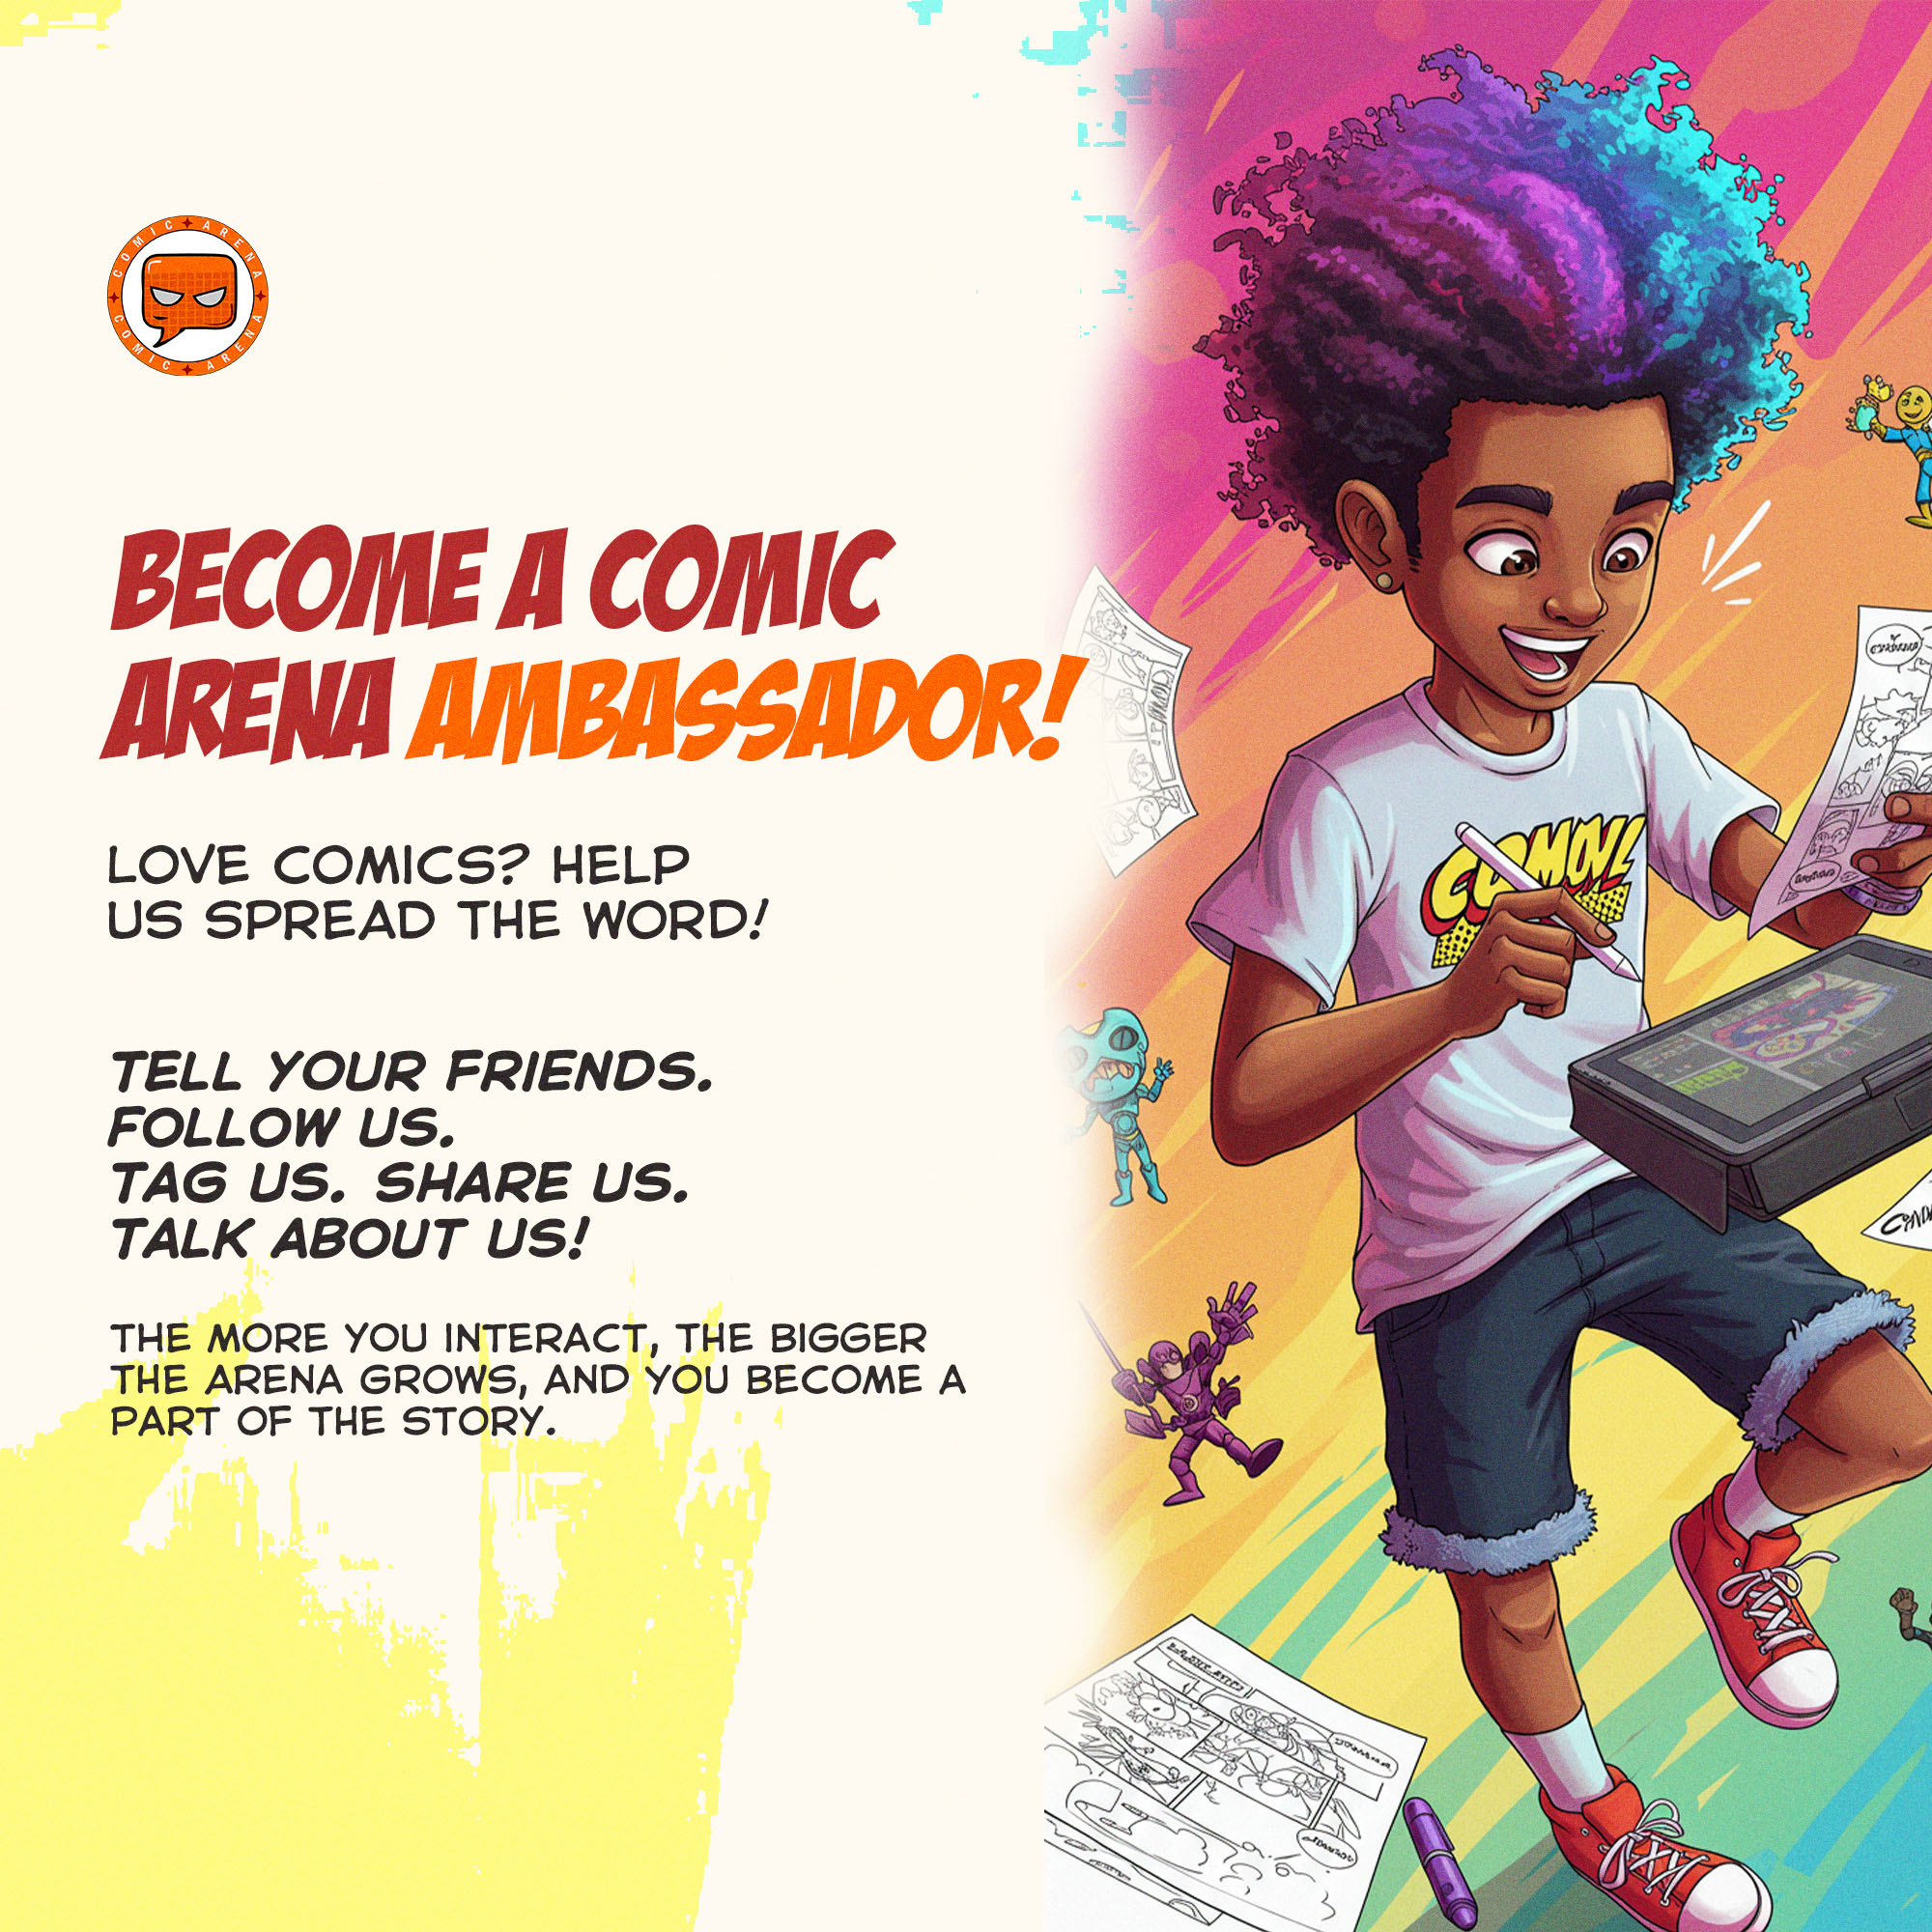 COMIC ARENA
COMIC ARENA
BECOME A COMIC
ARENA AMBASSADOR!
LOVE COMICS? HELP
US SPREAD THE WORD!
TELL YOUR FRIENDS.
FOLLOW US.
TAG US. SHARE US.
TALK ABOUT US!
THE MORE YOU INTERACT, THE BIGGER
THE ARENA GROWS, AND YOU BECOME A
PART OF THE STORY.